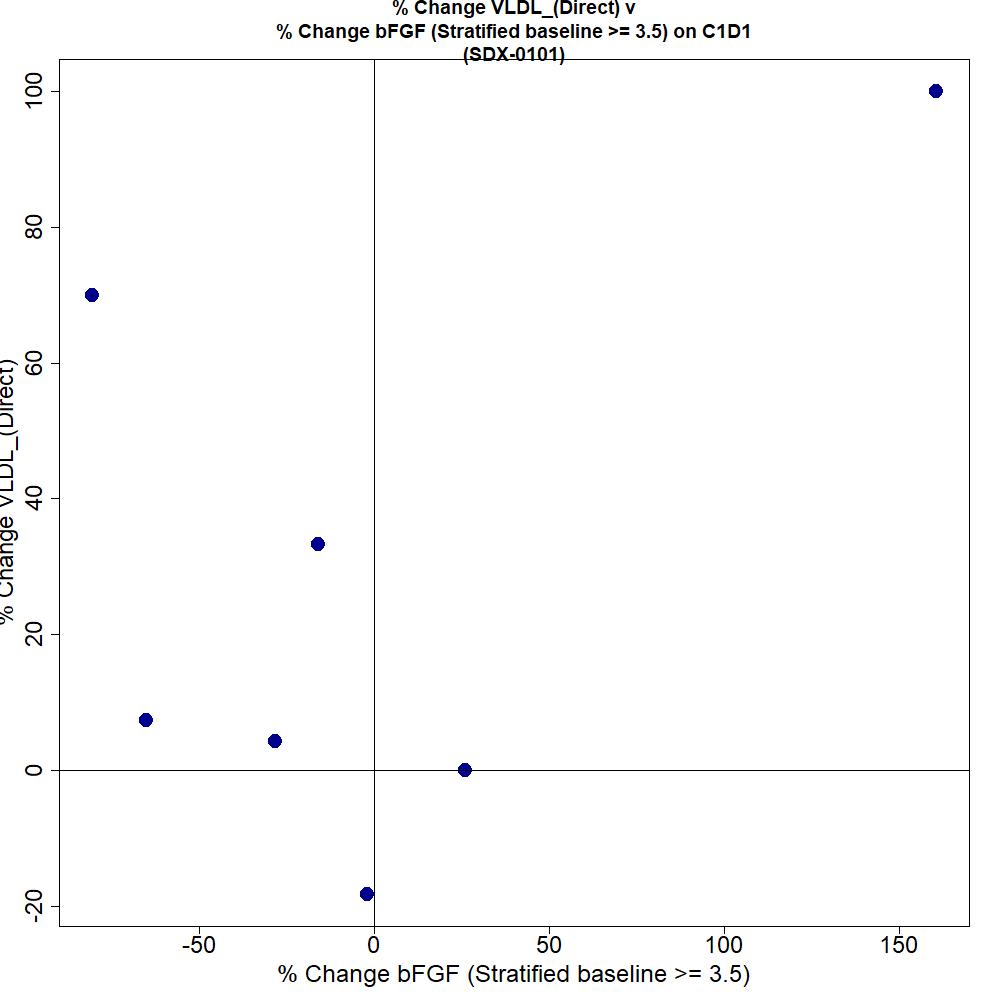 % Change VLDL_(Direct) v
% Change bFGF (Stratified baseline >= 3.5) on C1D1
(SDX-0101)
% Change VLDL_(Direct)
100
80
60
40
20
0
-20
-50
0
50
100
150
% Change bFGF (Stratified baseline >= 3.5)